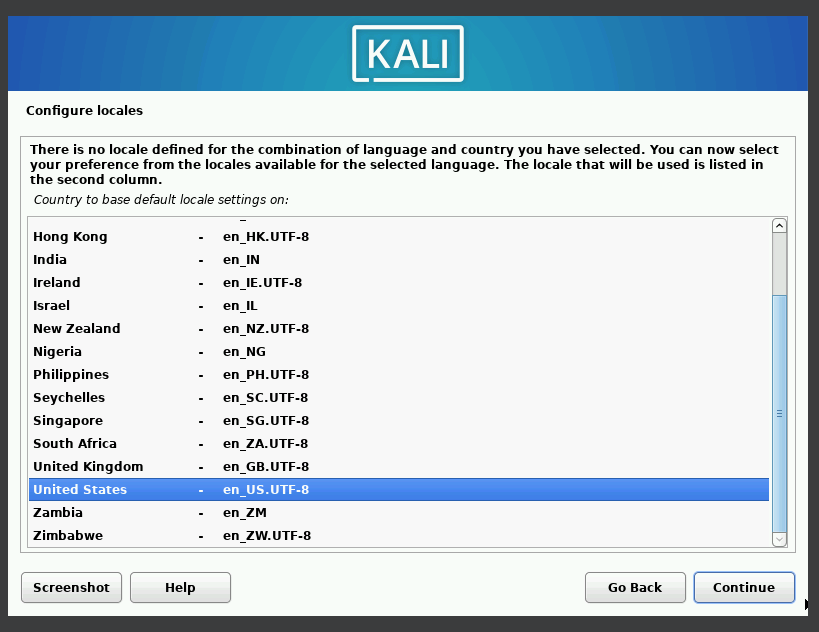 KALI
Configure locales
There is no locale defined for the combination of language and country you have selected. You can now select
your preference from the locales available for the selected language. The locale that will be used is listed in
the second column.
Country to base default locale settings on:
Hong Kong - en_HK.UTF-8
India - en_IN
Ireland - en_IE.UTF-8
Israel - en_IL
New Zealand - en_NZ.UTF-8
Nigeria - en_NG
Philippines - en_PH.UTF-8
Seychelles - en_SC.UTF-8
Singapore - en_SG.UTF-8
South Africa - en_ZA.UTF-8
United Kingdom - en_GB.UTF-8
United States - en_US.UTF-8
Zambia - en_ZM
Zimbabwe - en_ZW.UTF-8
Screenshot Help Go Back Continue